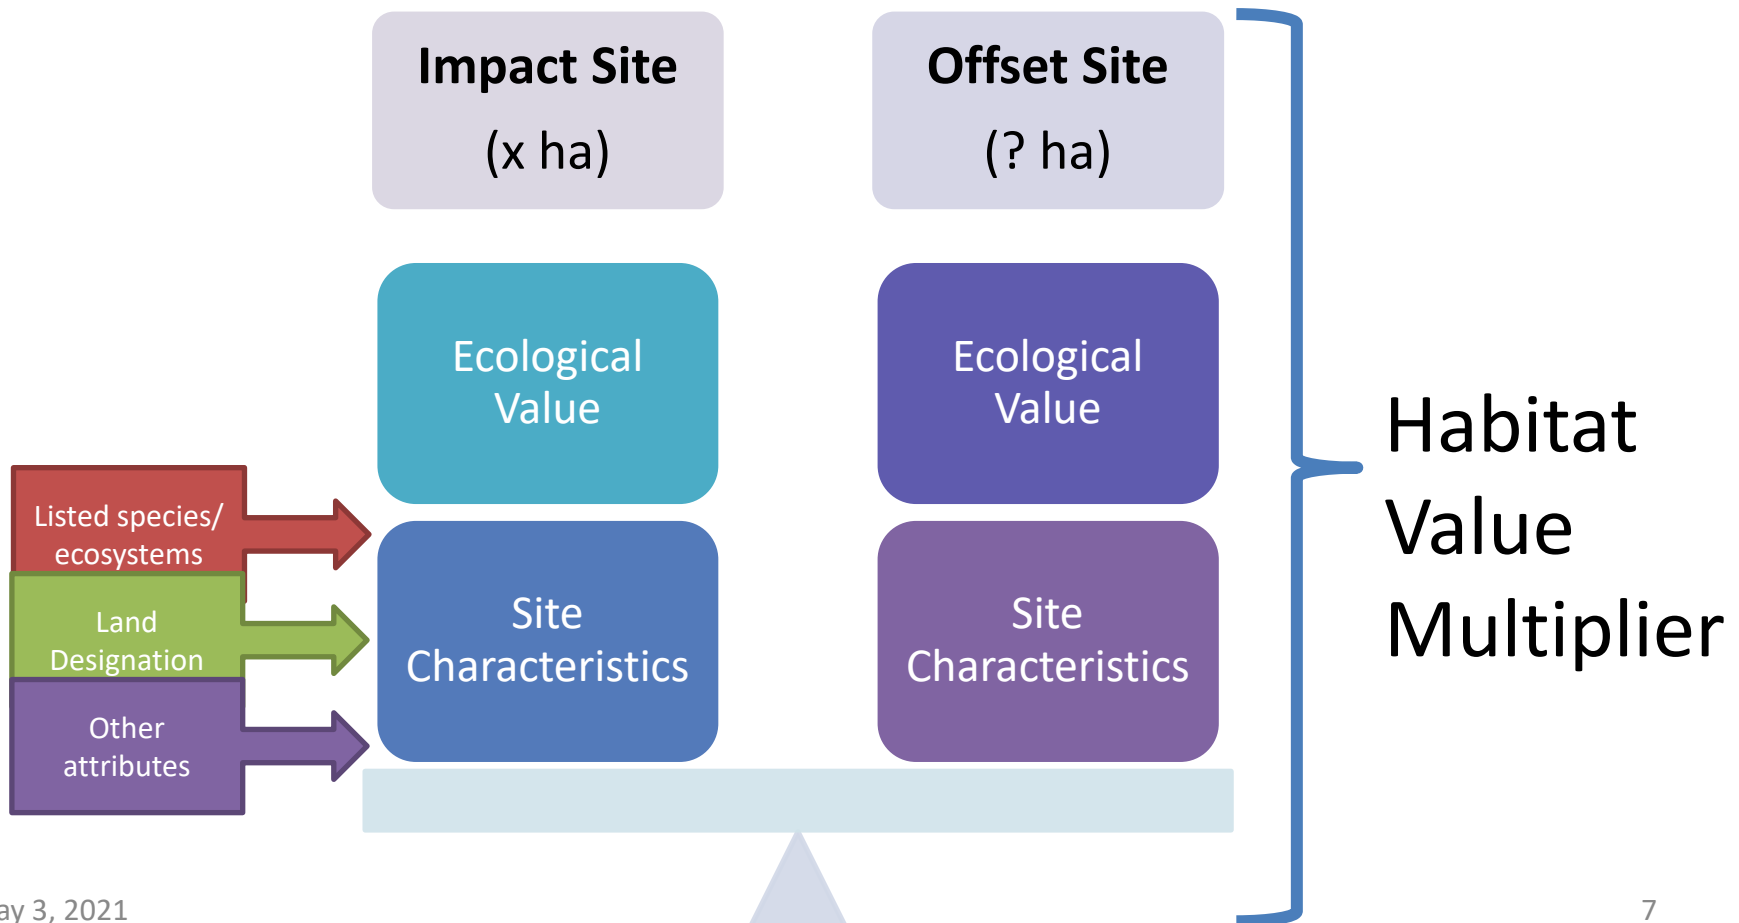 Impact Site
(x ha)
Offset Site
(? ha)
Ecological
Value
Ecological
Value
Listed species/
ecosystems
Land
Designation
Other
attributes
Site
Characteristics
Site
Characteristics
Habitat
Value
Multiplier
ay 3, 2021
7